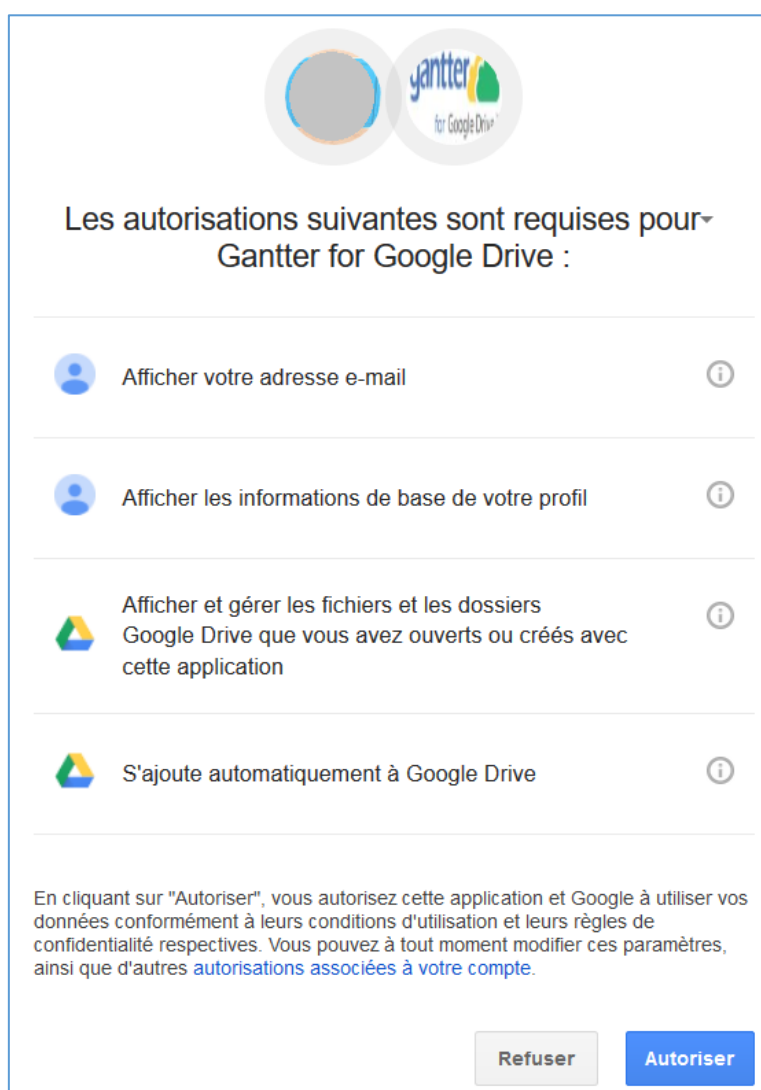 gantter
for Google Drive
Les autorisations suivantes sont requises pour
Gantter for Google Drive :
Afficher votre adresse e-mail
Afficher les informations de base de votre profil
Afficher et gérer les fichiers et les dossiers
Google Drive que vous avez ouverts ou créés avec
cette application
S'ajoute automatiquement à Google Drive
En cliquant sur "Autoriser", vous autorisez cette application et Google à utiliser vos
données conformément à leurs conditions d'utilisation et leurs règles de
confidentialité respectives. Vous pouvez à tout moment modifier ces paramètres,
ainsi que d'autres autorisations associées à votre compte.
Refuser
Autoriser